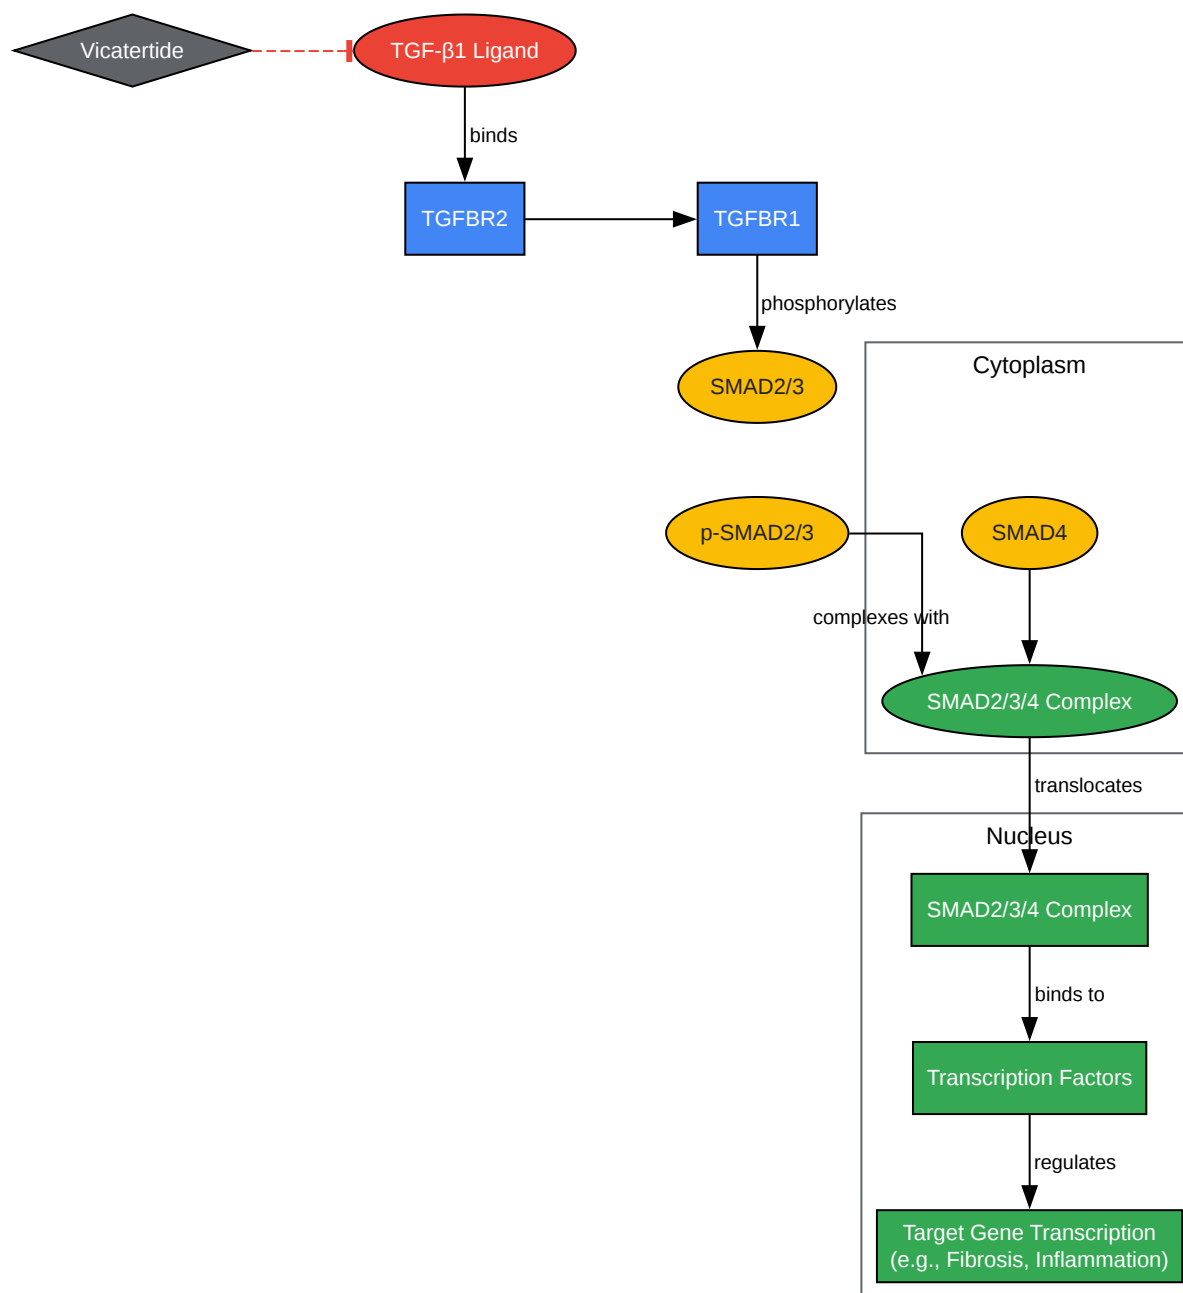 Vicatertide
TGF-β1 Ligand
binds
TGFBR2
TGFBR1
phosphorylates
SMAD2/3
Cytoplasm
p-SMAD2/3
SMAD4
complexes with
SMAD2/3/4 Complex
translocates
Nucleus
SMAD2/3/4 Complex
binds to
Transcription Factors
regulates
Target Gene Transcription
(e.g., Fibrosis, Inflammation)